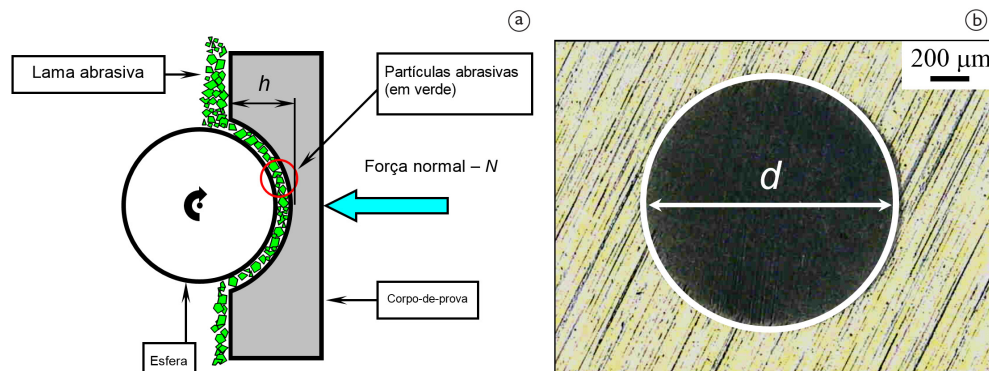 a
Lama abrasiva
h
Partículas abrasivas
(em verde)
Força normal – N
Corpo-de-prova
Esfera
b
200 μm
d